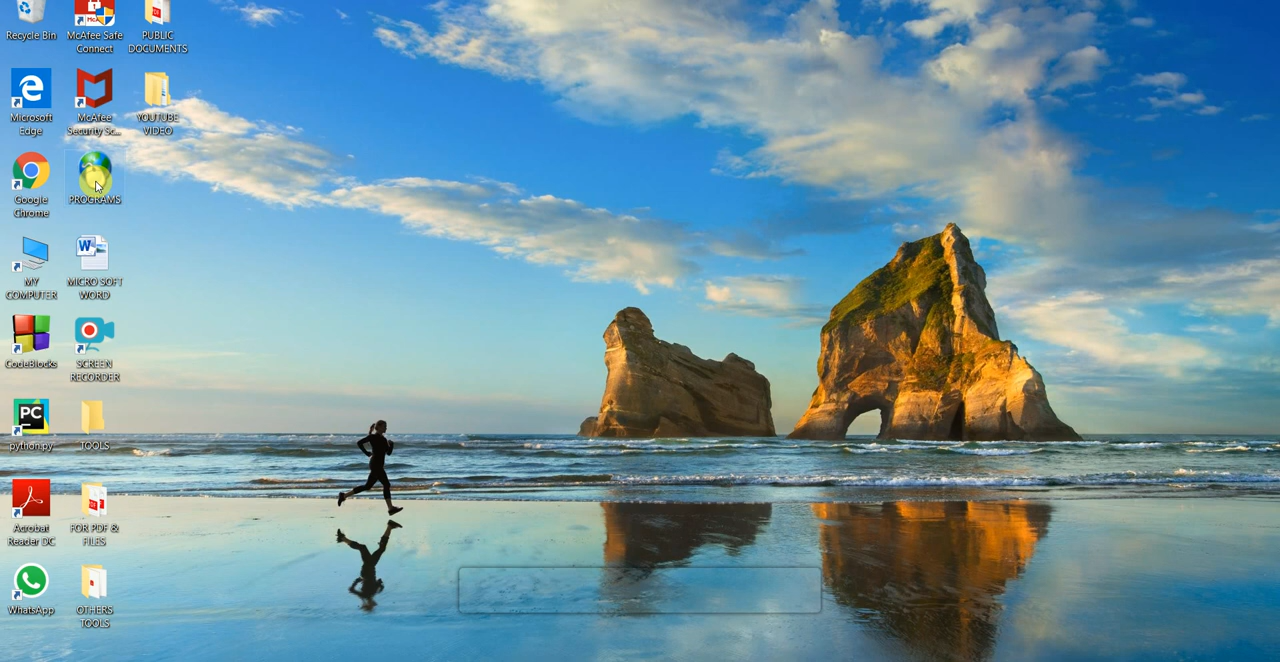 Recycle Bin
McAfee Safe
Connect
PUBLIC
DOCUMENTS
Microsoft
Edge
McAfee
Security Sc...
YOUTUBE
VIDEO
Google
Chrome
PROGRAMS
MY
COMPUTER
W
MICRO SOFT
WORD
CodeBlocks
SCREEN
RECORDER
PC
python.py
TOOLS
Acrobat
Reader DC
FOR PDF &
FILES
WhatsApp
OTHERS
TOOLS